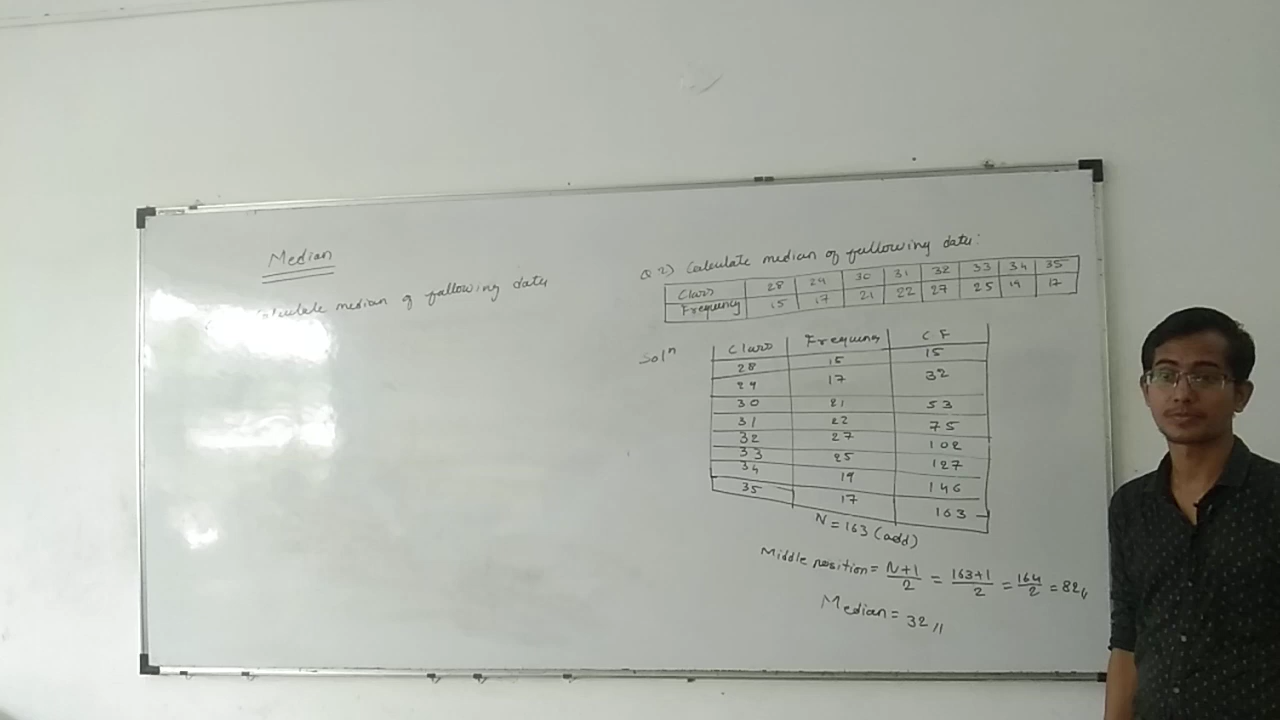 Median
calculate median of following data
Q 2) Calculate median of following data:
Class 28 29 30 31 32 33 34 35
Frequency 15 17 21 22 27 25 19 17
Soln
Class Frequency CF
28 15 15
29 17 32
30 21 53
31 22 75
32 27 102
33 25 127
34 19 146
35 17 163
N = 163 (add)
Middle position = N+1/2 = 163+1/2 = 164/2 = 82//
Median = 32//